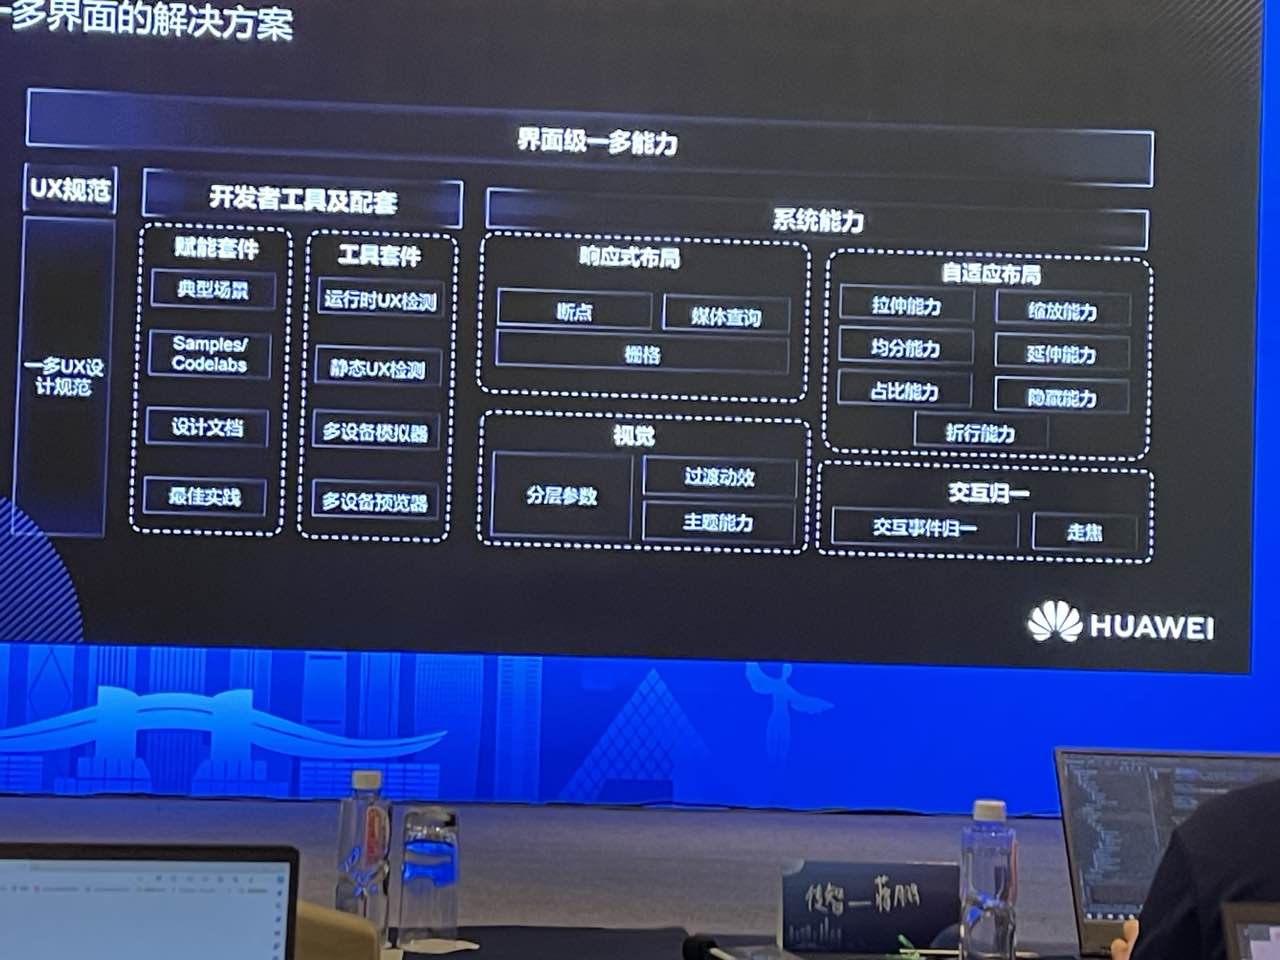 一多界面的解决方案
界面级一多能力
UX规范
一多UX设
计规范
开发者工具及配套
赋能套件
典型场景
Samples/
Codelabs
设计文档
最佳实践
工具套件
运行时UX检测
静态UX检测
多设备模拟器
多设备预览器
系统能力
响应式布局
断点
媒体查询
栅格
视觉
分层参数
过渡动效
主题能力
自适应布局
拉伸能力
缩放能力
均分能力
延伸能力
占比能力
隐藏能力
折行能力
交互归一
交互事件归一
走焦
HUAWEI
传智—蒋鹏